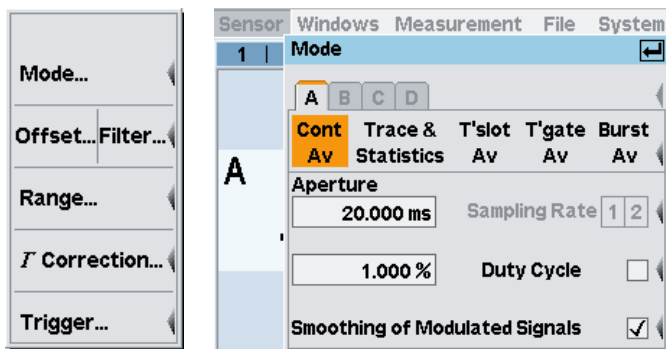 Mode...
Offset... Filter...
Range...
Γ Correction...
Trigger...
Sensor Windows Measurement File System
1
Mode
A B C D
Cont Trace & T'slot T'gate Burst
Av Statistics Av Av Av
A
Aperture
20.000 ms Sampling Rate 1 2
1.000 % Duty Cycle
Smoothing of Modulated Signals